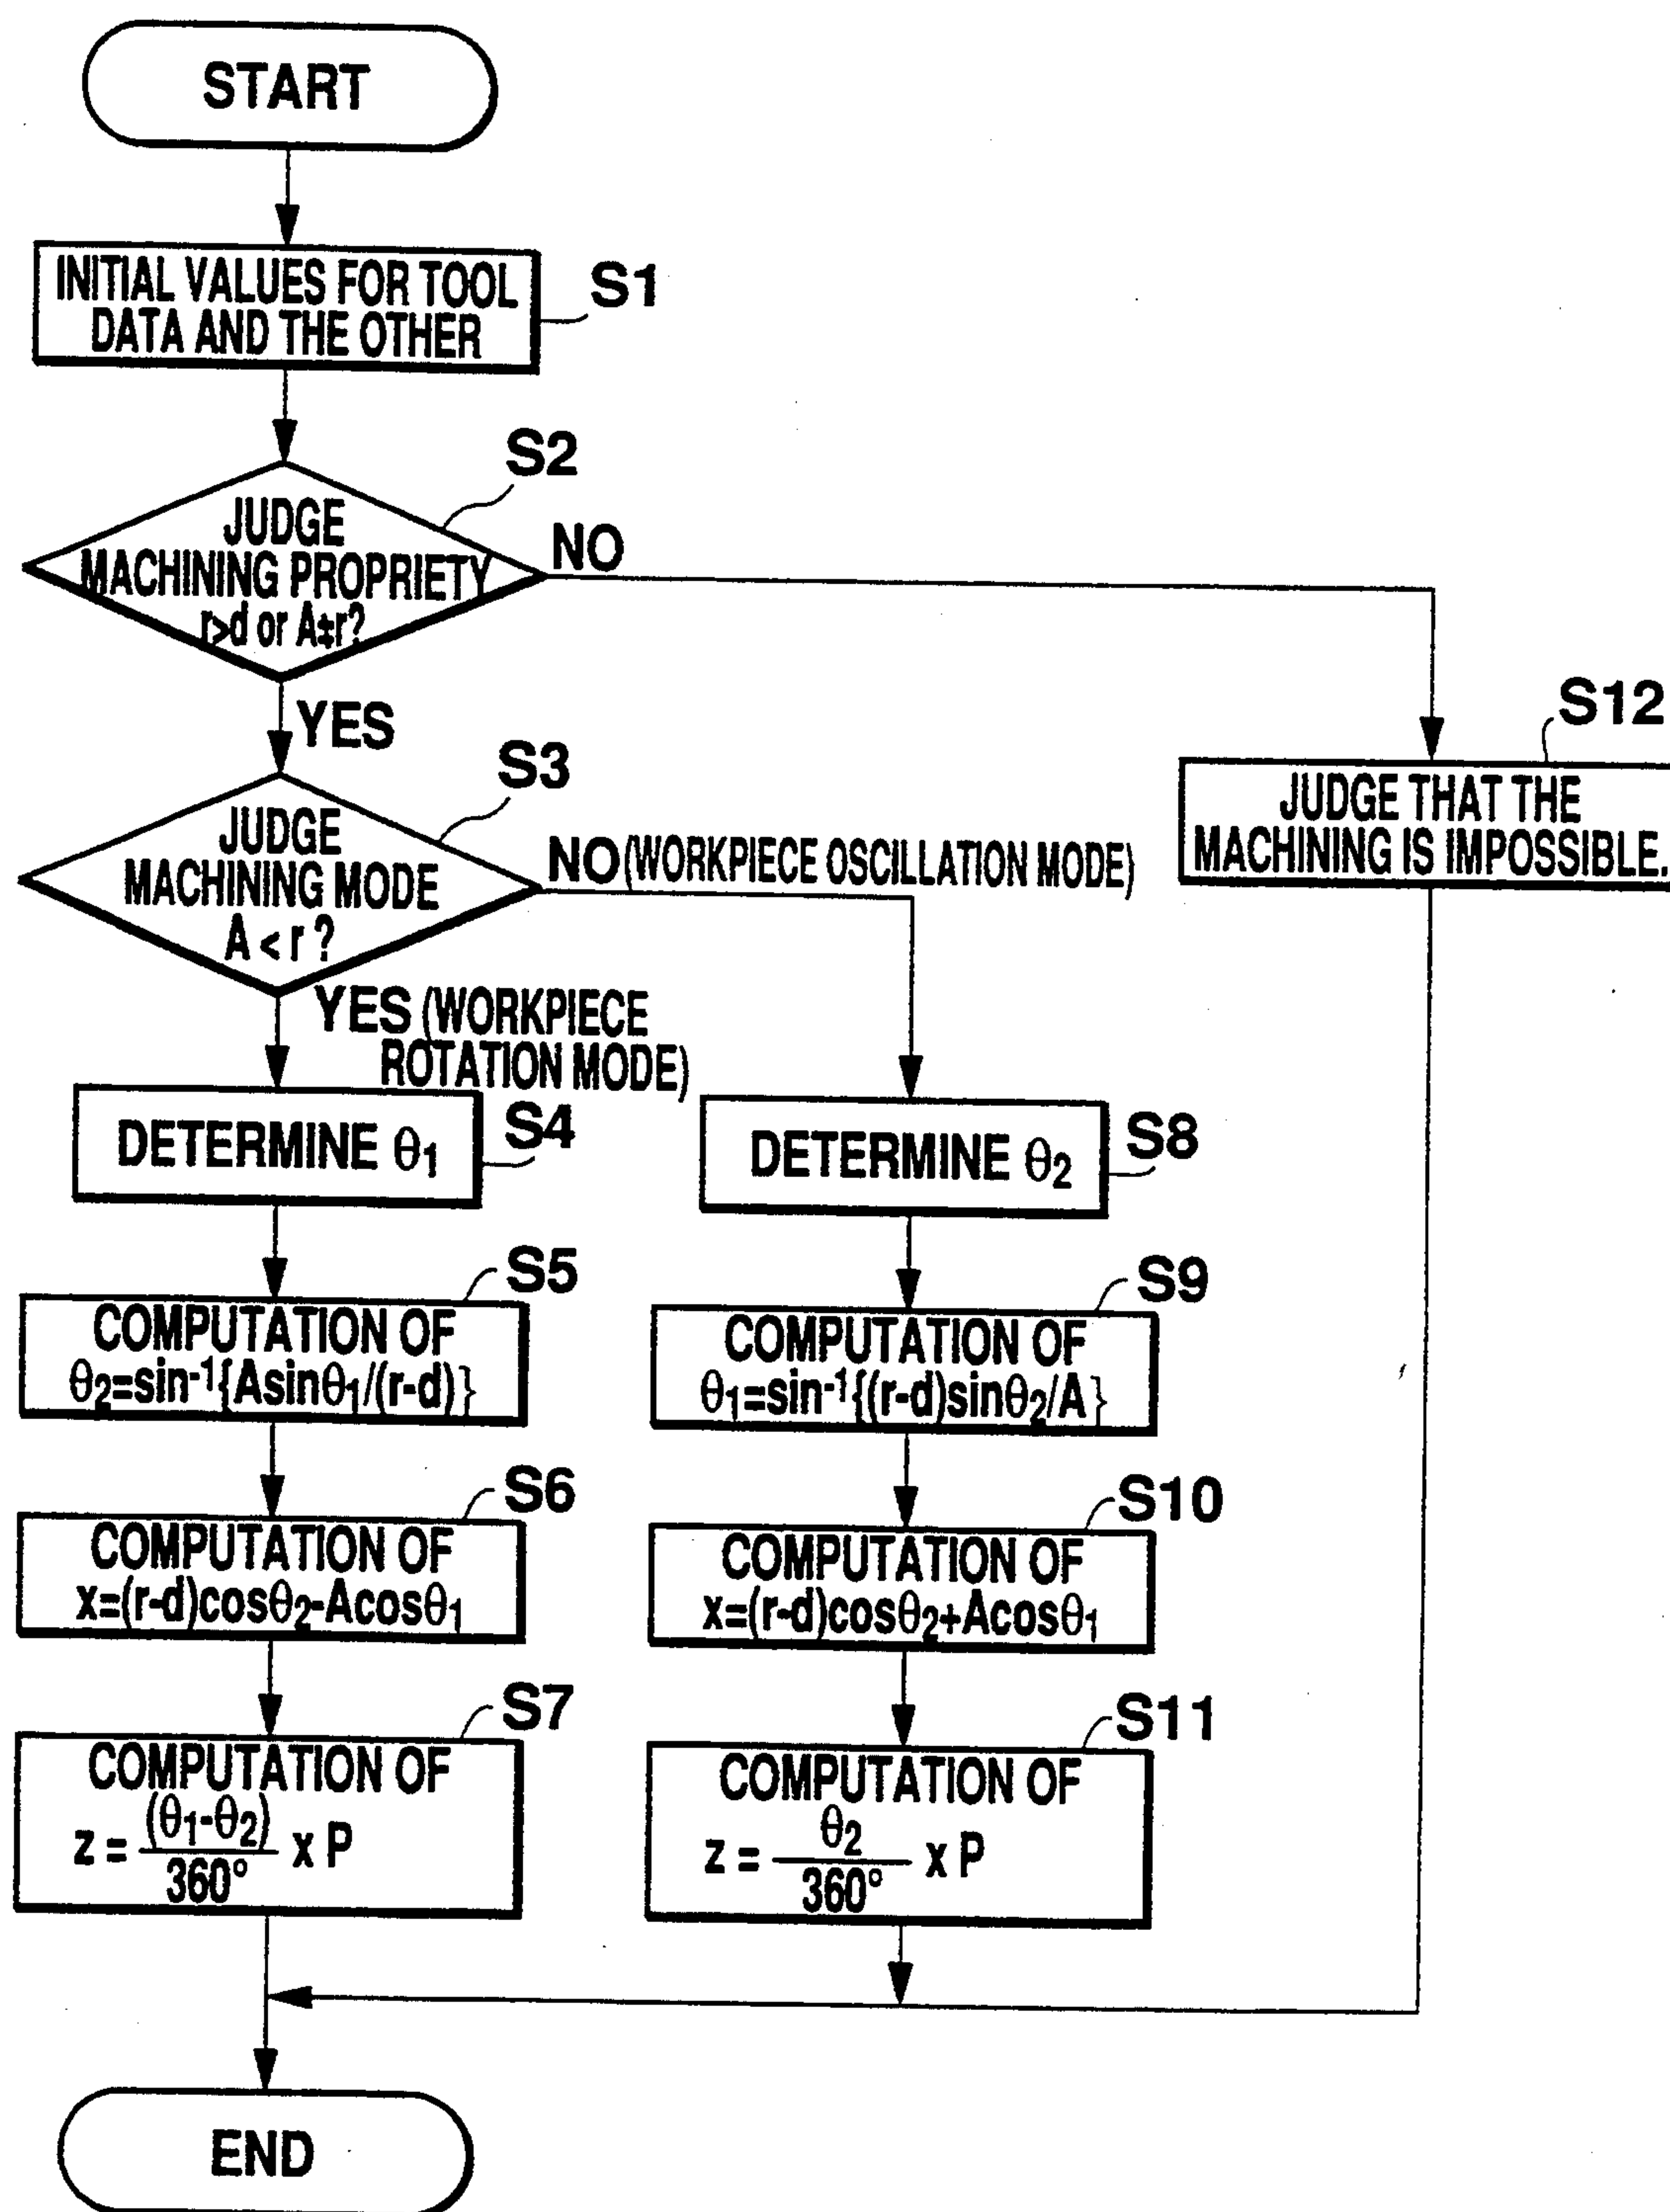 START
INITIAL VALUES FOR TOOL
DATA AND THE OTHER
S1
S2
JUDGE
MACHINING PROPRIETY
r>d or A≠r?
NO
YES
S12
JUDGE THAT THE
MACHINING IS IMPOSSIBLE.
S3
JUDGE
MACHINING MODE
A < r ?
NO (WORKPIECE OSCILLATION MODE)
YES (WORKPIECE
ROTATION MODE)
DETERMINE θ1
S4
DETERMINE θ2
S8
S5
COMPUTATION OF
θ2=sin-1{Asinθ1/(r-d)}
S9
COMPUTATION OF
θ1=sin-1{(r-d)sinθ2/A}
S6
COMPUTATION OF
x=(r-d)cosθ2-Acosθ1
S10
COMPUTATION OF
x=(r-d)cosθ2+Acosθ1
S7
COMPUTATION OF
z = (θ1-θ2)/360° x P
S11
COMPUTATION OF
z = θ2/360° x P
END